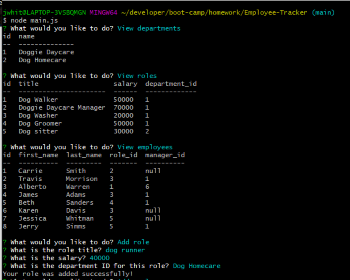 jwhit@LAPTOP-3VSBQMGN MINGW64 ~/developer/boot-camp/homework/Employee-Tracker (main)
$ node main.js
? What would you like to do? View departments
id  name
--  ---------------
1   Doggie Daycare
2   Dog Homecare
? What would you like to do? View roles
id  title                   salary  department_id
--  ----------------------  ------  -------------
1   Dog Walker              50000   1
2   Doggie Daycare Manager  70000   1
3   Dog Washer              20000   1
4   Dog Groomer             50000   1
5   Dog sitter              30000   2
? What would you like to do? View employees
id  first_name  last_name  role_id  manager_id
--  ----------  ---------  -------  ----------
1   Carrie      Smith      2        null
2   Travis      Morrison   3        1
3   Alberto     Warren     1        6
4   James       Adams      3        1
5   Beth        Sanders    4        1
6   Karen       Davis      3        null
7   Jessica     Whitman    5        null
8   Jerry       Simms      5        1
? What would you like to do? Add role
? What is the role title? dog runner
? What is the salary? 40000
? What is the department ID for this role? Dog Homecare
Your role was added successfully!